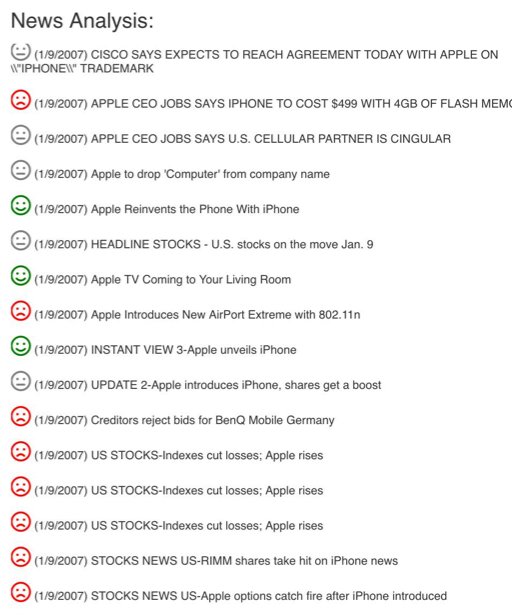 News Analysis:
(1/9/2007) CISCO SAYS EXPECTS TO REACH AGREEMENT TODAY WITH APPLE ON
\\"IPHONE\\" TRADEMARK
(1/9/2007) APPLE CEO JOBS SAYS IPHONE TO COST $499 WITH 4GB OF FLASH MEMO
(1/9/2007) APPLE CEO JOBS SAYS U.S. CELLULAR PARTNER IS CINGULAR
(1/9/2007) Apple to drop 'Computer' from company name
(1/9/2007) Apple Reinvents the Phone With iPhone
(1/9/2007) HEADLINE STOCKS - U.S. stocks on the move Jan. 9
(1/9/2007) Apple TV Coming to Your Living Room
(1/9/2007) Apple Introduces New AirPort Extreme with 802.11n
(1/9/2007) INSTANT VIEW 3-Apple unveils iPhone
(1/9/2007) UPDATE 2-Apple introduces iPhone, shares get a boost
(1/9/2007) Creditors reject bids for BenQ Mobile Germany
(1/9/2007) US STOCKS-Indexes cut losses; Apple rises
(1/9/2007) US STOCKS-Indexes cut losses; Apple rises
(1/9/2007) US STOCKS-Indexes cut losses; Apple rises
(1/9/2007) STOCKS NEWS US-RIMM shares take hit on iPhone news
(1/9/2007) STOCKS NEWS US-Apple options catch fire after iPhone introduced